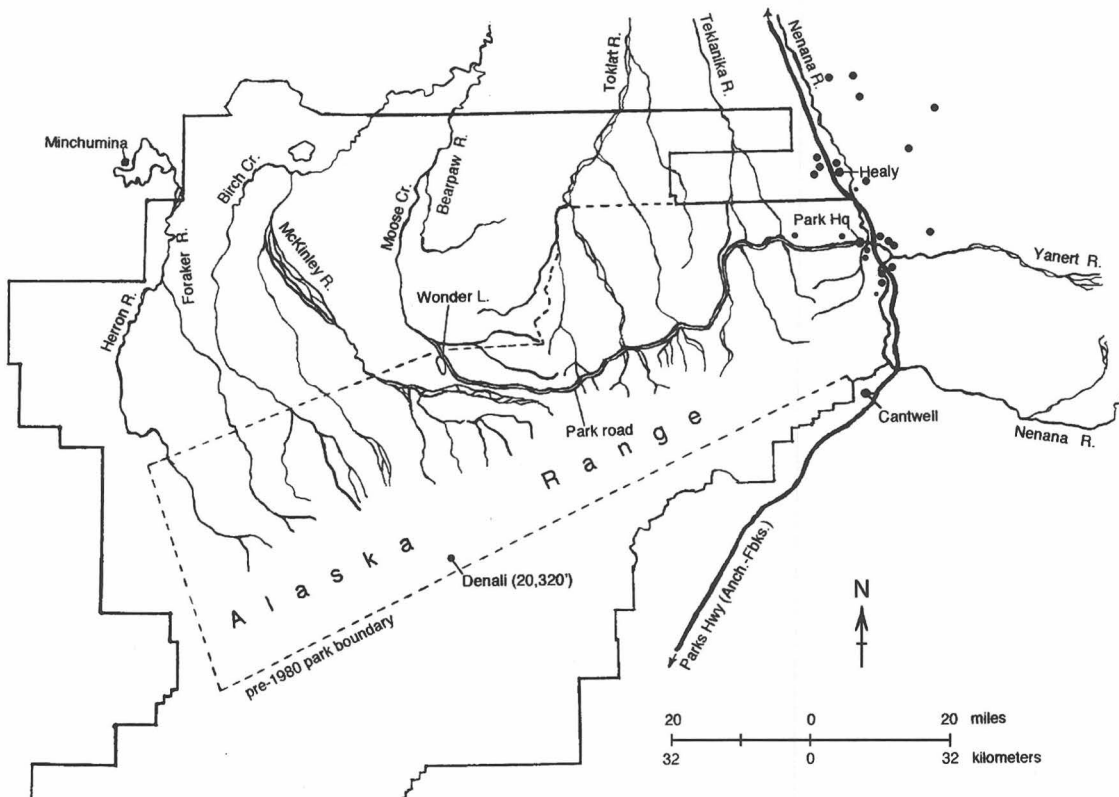 Minchumina
Birch Cr.
Foraker R.
Herron R.
McKinley R.
Moose Cr.
Bearpaw R.
Toklat R.
Teklanika R.
Nenana R.
Healy
Park Hq
Yanert R.
Wonder L.
Park road
Cantwell
Nenana R.
Alaska Range
Denali (20,320')
pre-1980 park boundary
Parks Hwy (Anch.-Fbks.)
N
20 0 20 miles
32 0 32 kilometers